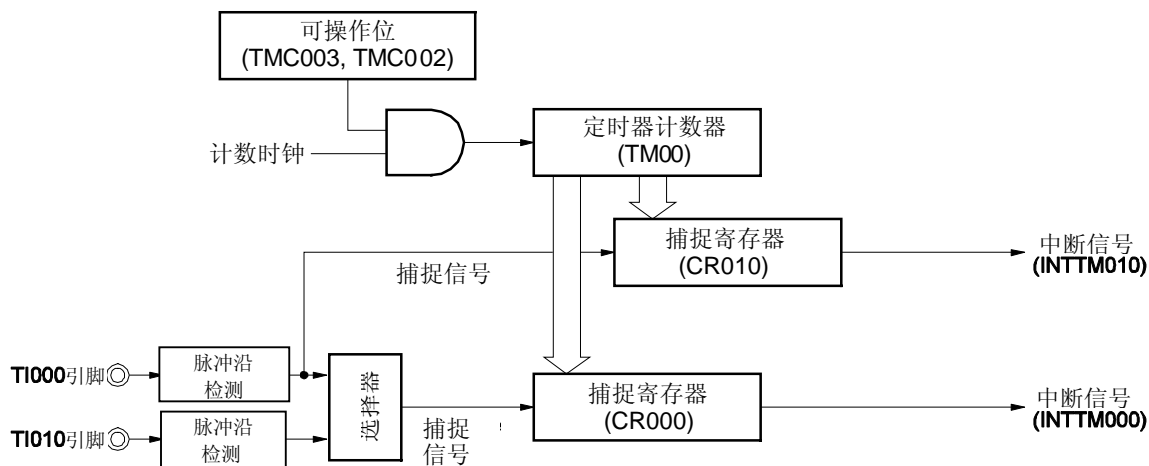 可操作位
(TMC003, TMC002)
计数时钟
定时器计数器
(TM00)
捕捉寄存器
(CR010)
中断信号
(INTTM010)
捕捉信号
TI000引脚
脉冲沿
检测
选择器
捕捉寄存器
(CR000)
中断信号
(INTTM000)
TI010引脚
脉冲沿
检测
捕捉
信号